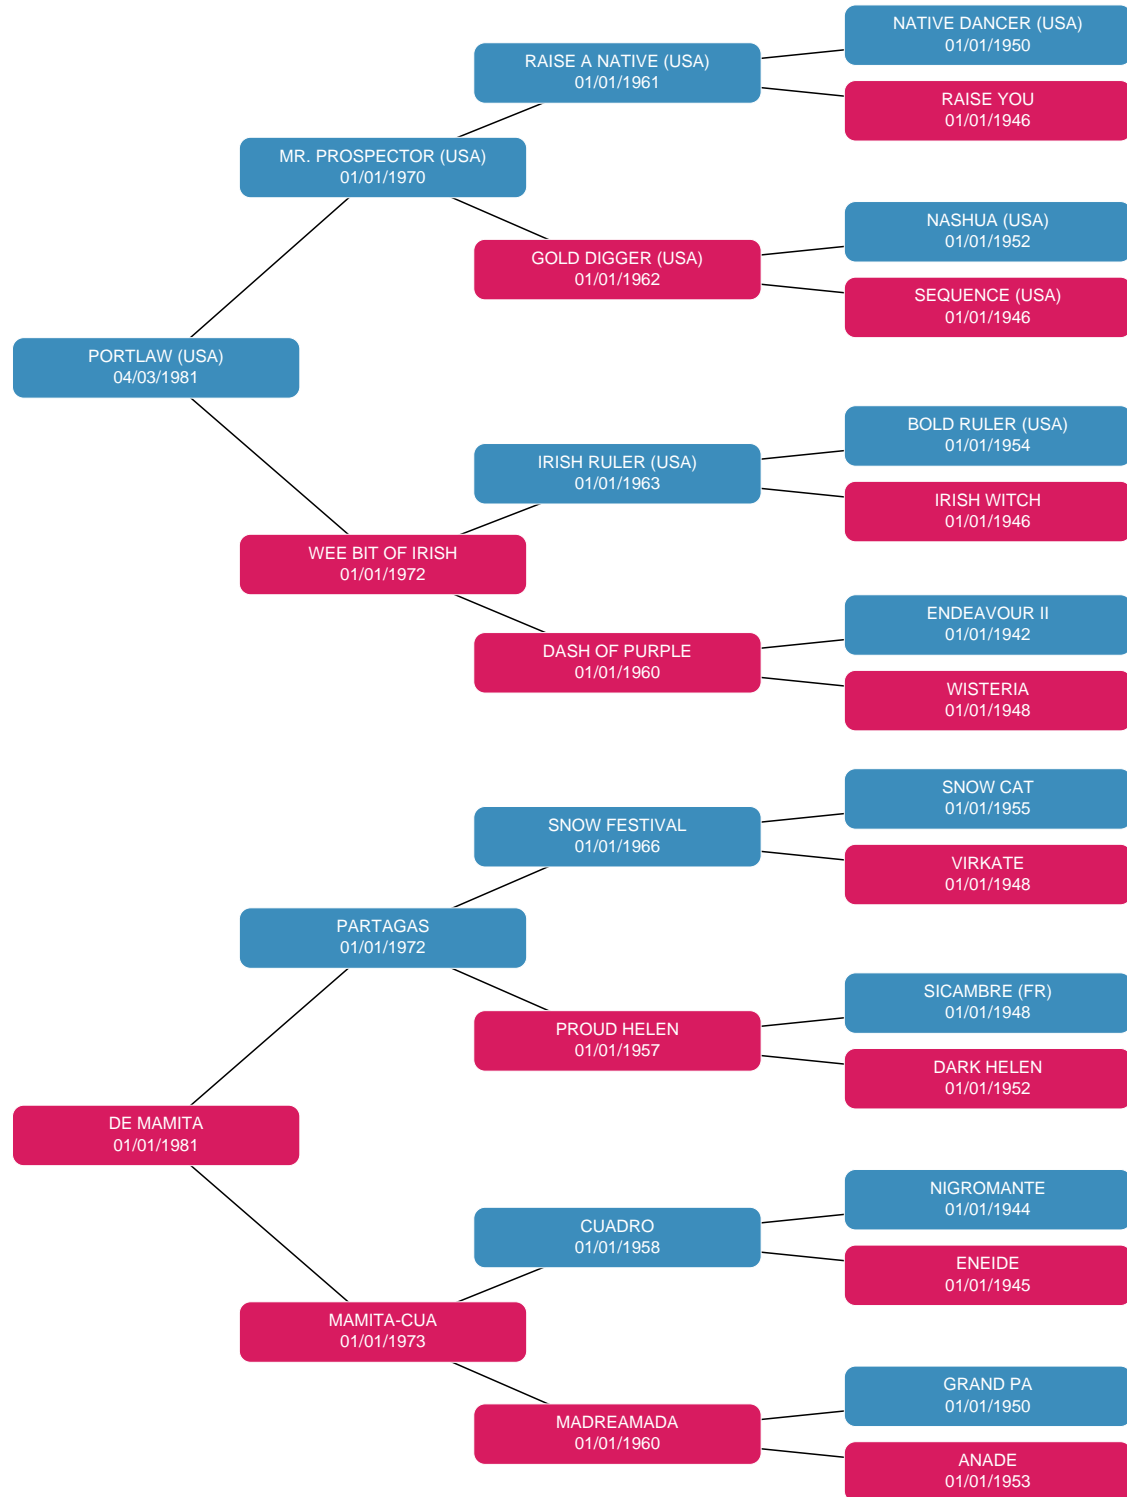 NATIVE DANCER (USA)
01/01/1950
RAISE A NATIVE (USA)
01/01/1961
RAISE YOU
01/01/1946
MR. PROSPECTOR (USA)
01/01/1970
NASHUA (USA)
01/01/1952
GOLD DIGGER (USA)
01/01/1962
SEQUENCE (USA)
01/01/1946
PORTLAW (USA)
04/03/1981
BOLD RULER (USA)
01/01/1954
IRISH RULER (USA)
01/01/1963
IRISH WITCH
01/01/1946
WEE BIT OF IRISH
01/01/1972
ENDEAVOUR II
01/01/1942
DASH OF PURPLE
01/01/1960
WISTERIA
01/01/1948
SNOW CAT
01/01/1955
SNOW FESTIVAL
01/01/1966
VIRKATE
01/01/1948
PARTAGAS
01/01/1972
SICAMBRE (FR)
01/01/1948
PROUD HELEN
01/01/1957
DARK HELEN
01/01/1952
DE MAMITA
01/01/1981
NIGROMANTE
01/01/1944
CUADRO
01/01/1958
ENEIDE
01/01/1945
MAMITA-CUA
01/01/1973
GRAND PA
01/01/1950
MADREAMADA
01/01/1960
ANADE
01/01/1953